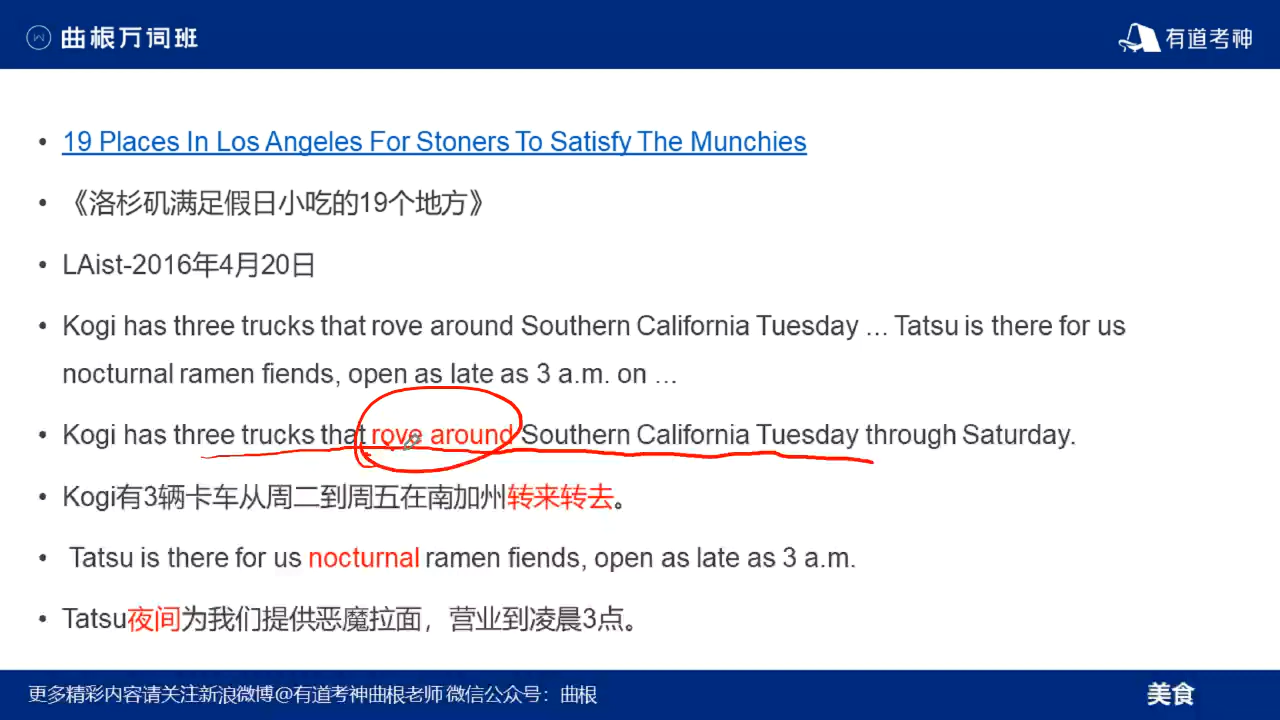 曲根万词班
有道考神
• 19 Places In Los Angeles For Stoners To Satisfy The Munchies
• 《洛杉矶满足假日小吃的19个地方》
• LAist-2016年4月20日
• Kogi has three trucks that rove around Southern California Tuesday ... Tatsu is there for us
nocturnal ramen fiends, open as late as 3 a.m. on ...
• Kogi has three trucks that rove around Southern California Tuesday through Saturday.
• Kogi有3辆卡车从周二到周五在南加州转来转去。
• Tatsu is there for us nocturnal ramen fiends, open as late as 3 a.m.
• Tatsu夜间为我们提供恶魔拉面，营业到凌晨3点。
更多精彩内容请关注新浪微博@有道考神曲根老师 微信公众号：曲根
美食